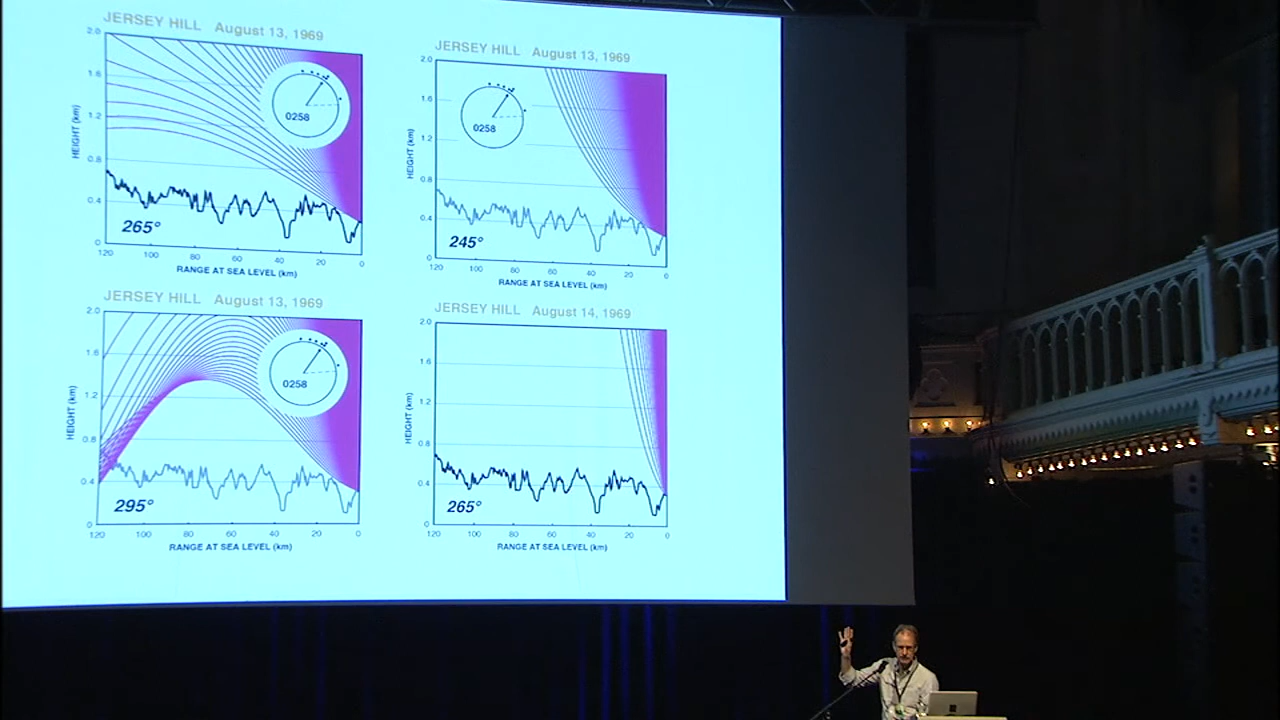 JERSEY HILL August 13, 1969
2.0
1.6
1.2
0.8
0.4
0
HEIGHT (km)
0258
265°
120 100 80 60 40 20 0
RANGE AT SEA LEVEL (km)
JERSEY HILL August 13, 1969
2.0
1.6
1.2
0.8
0.4
0
HEIGHT (km)
0258
245°
120 100 80 60 40 20 0
RANGE AT SEA LEVEL (km)
JERSEY HILL August 13, 1969
2.0
1.6
1.2
0.8
0.4
0
HEIGHT (km)
0258
295°
120 100 80 60 40 20 0
RANGE AT SEA LEVEL (km)
JERSEY HILL August 14, 1969
2.0
1.6
1.2
0.8
0.4
0
HEIGHT (km)
265°
120 100 80 60 40 20 0
RANGE AT SEA LEVEL (km)